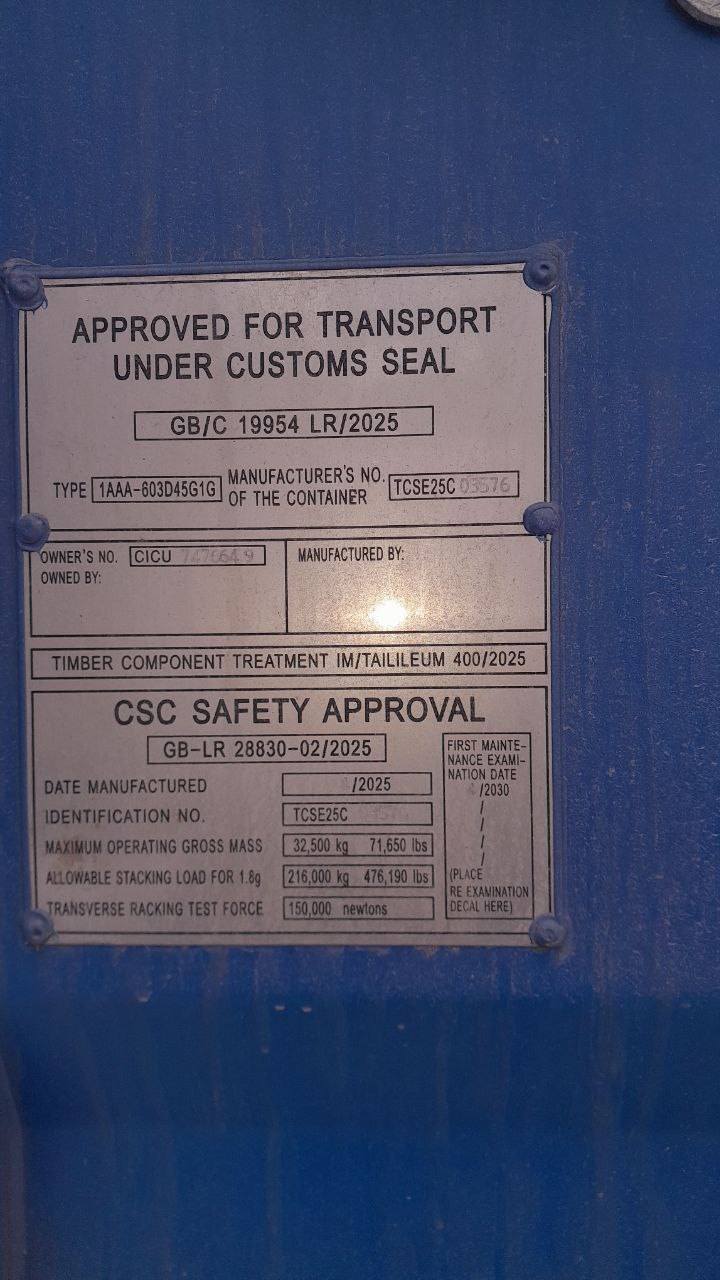 APPROVED FOR TRANSPORT
UNDER CUSTOMS SEAL
GB/C 19954 LR/2025
TYPE 1AAA-603D45G1G MANUFACTURER'S NO. OF THE CONTAINER TCSE25C 03576
OWNER'S NO. CICU
OWNED BY:
MANUFACTURED BY:
TIMBER COMPONENT TREATMENT IM/TAILILEUM 400/2025
CSC SAFETY APPROVAL
GB-LR 28830-02/2025
DATE MANUFACTURED /2025
IDENTIFICATION NO. TCSE25C
MAXIMUM OPERATING GROSS MASS 32,500 kg 71,650 lbs
ALLOWABLE STACKING LOAD FOR 1.8g 216,000 kg 476,190 lbs
TRANSVERSE RACKING TEST FORCE 150,000 newtons
FIRST MAINTE-
NANCE EXAMI-
NATION DATE
/2030
/
/
/
/
(PLACE
RE EXAMINATION
DECAL HERE)